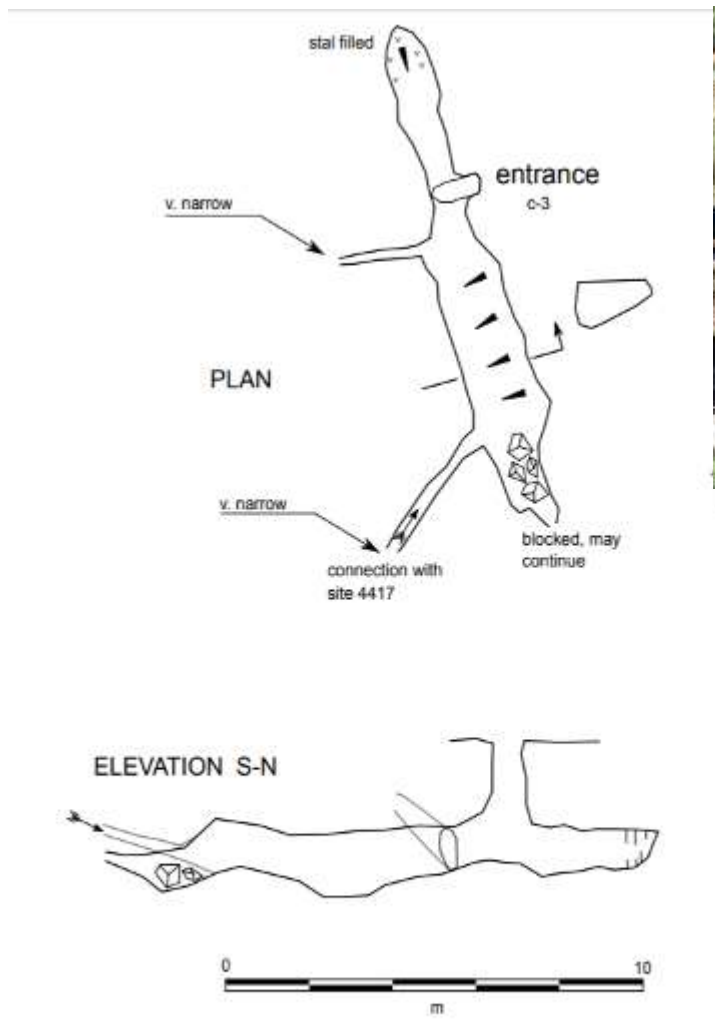 stal filled
entrance
c-3
v. narrow
PLAN
v. narrow
blocked, may
continue
connection with
site 4417
ELEVATION S-N
0 10
m